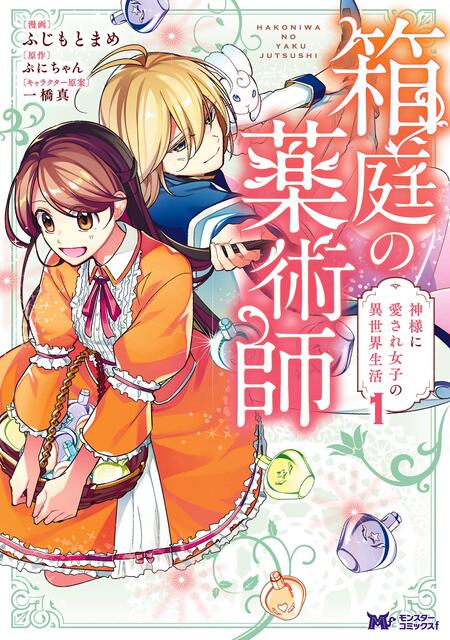 [漫画]
ふじもとまめ
[原作]
ぷにちゃん
[キャラクター原案]
一橋真
HAKONIWA
NO
YAKU
JUTSUSHI
箱庭の
薬術師
神様に
愛され女子の
異世界生活
1
Mf
モンスター
コミックスf